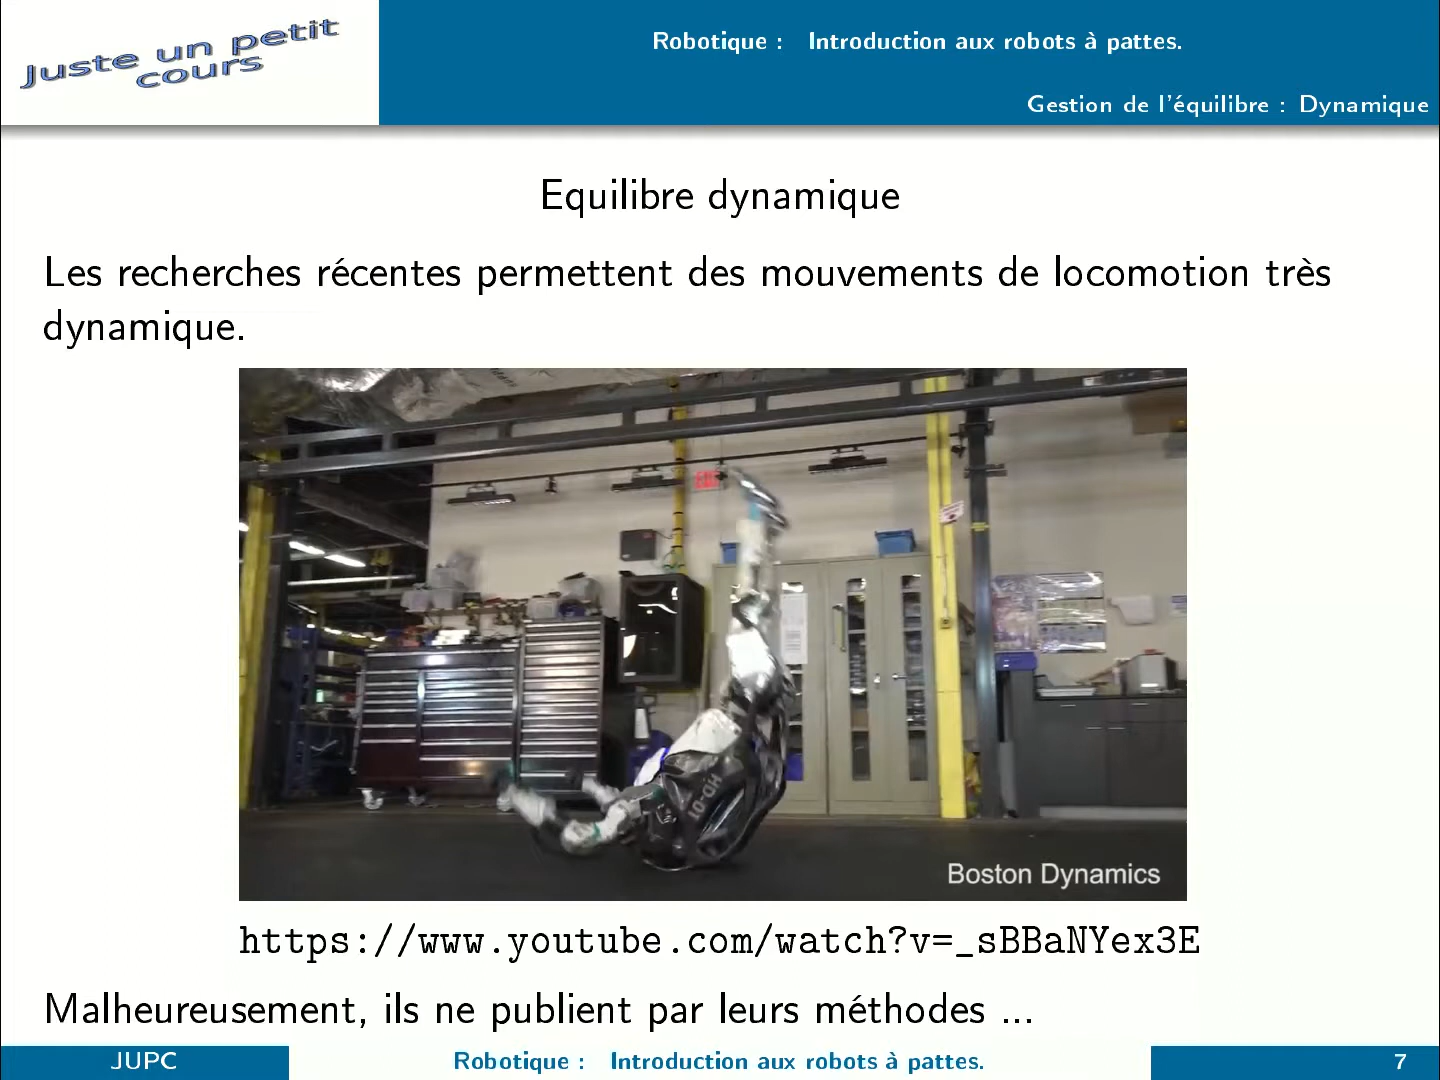 Juste un petit
cours
Robotique : Introduction aux robots à pattes.
Gestion de l'équilibre : Dynamique
Equilibre dynamique
Les recherches récentes permettent des mouvements de locomotion très
dynamique.
HD-01
Boston Dynamics
https://www.youtube.com/watch?v=_sBBaNYex3E
Malheureusement, ils ne publient par leurs méthodes ...
JUPC
Robotique : Introduction aux robots à pattes.
7